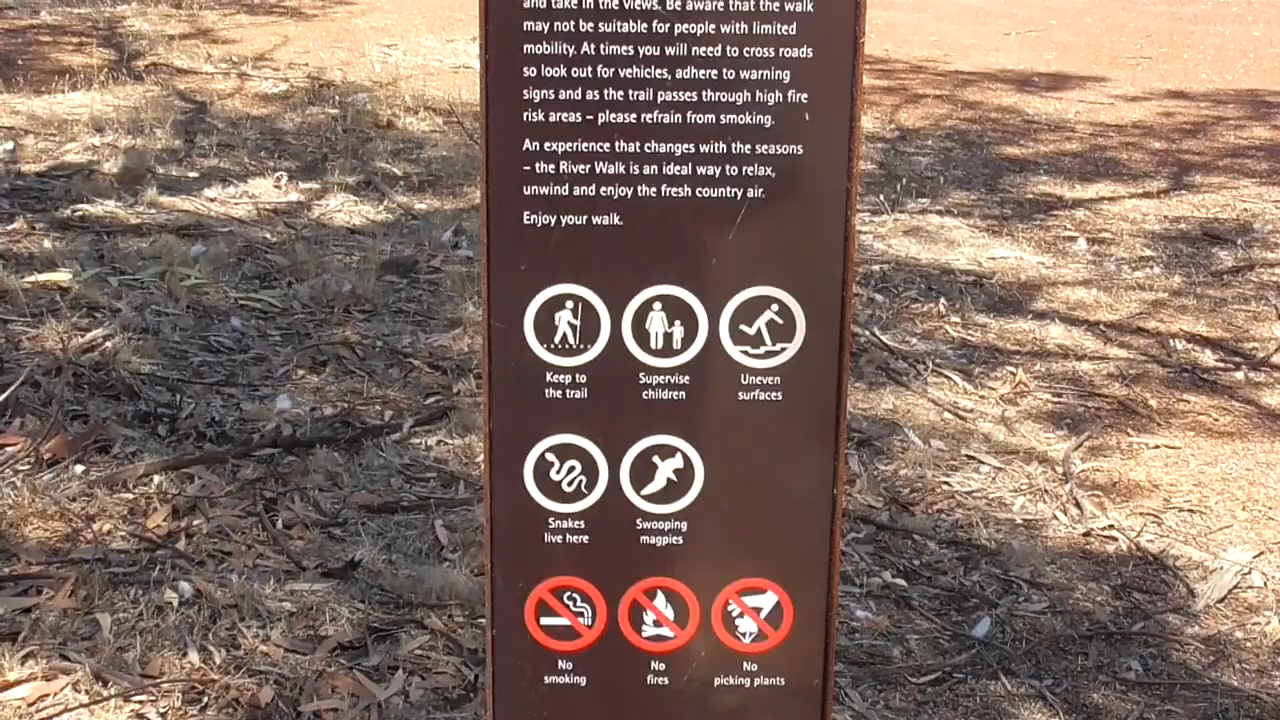 and take in the views. Be aware that the walk
may not be suitable for people with limited
mobility. At times you will need to cross roads
so look out for vehicles, adhere to warning
signs and as the trail passes through high fire
risk areas – please refrain from smoking.
An experience that changes with the seasons
– the River Walk is an ideal way to relax,
unwind and enjoy the fresh country air.
Enjoy your walk.
Keep to
the trail
Supervise
children
Uneven
surfaces
Snakes
live here
Swooping
magpies
No
smoking
No
fires
No
picking plants